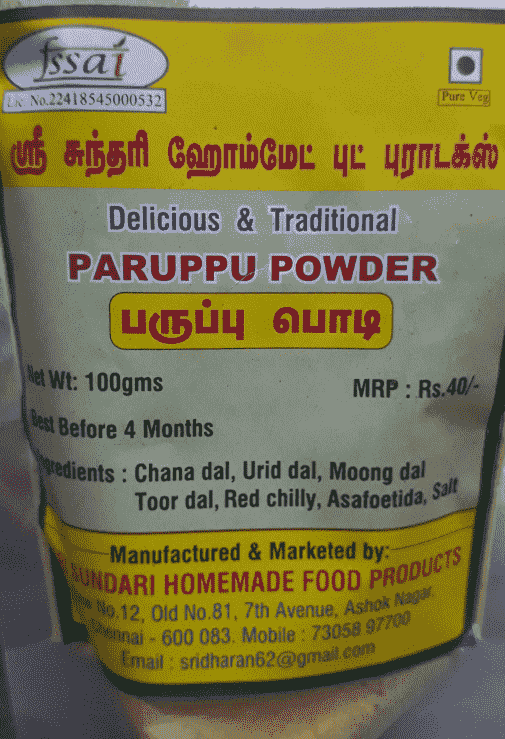 fssai
Lic No.22418545000532
Pure Veg
ஸ்ரீ சுந்தரி ஹோம்மேட் புட் புராடக்ஸ்
Delicious & Traditional
PARUPPU POWDER
பருப்பு பொடி
Net Wt: 100gms
MRP : Rs.40/-
Best Before 4 Months
Ingredients : Chana dal, Urid dal, Moong dal
Toor dal, Red chilly, Asafoetida, Salt
Manufactured & Marketed by:
SUNDARI HOMEMADE FOOD PRODUCTS
No.12, Old No.81, 7th Avenue, Ashok Nagar,
Chennai - 600 083. Mobile : 73058 97700
Email : sridharan62@gmail.com